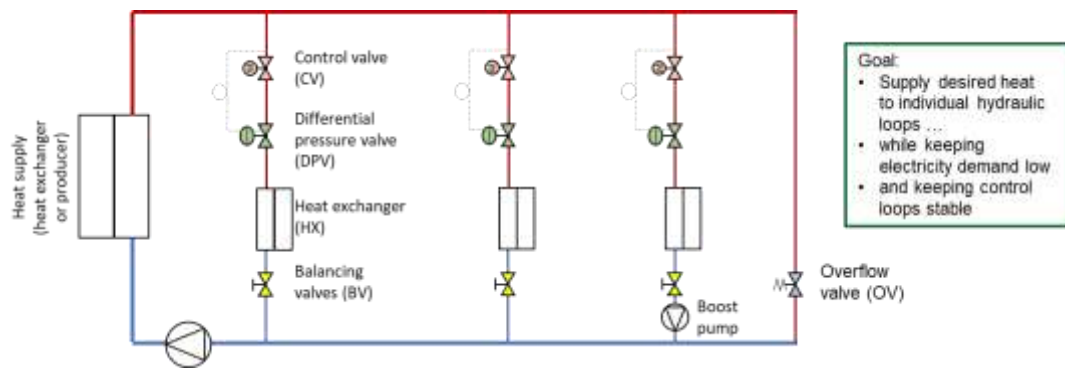 Heat supply
(heat exchanger
or producer)
Control valve
(CV)
Differential
pressure valve
(DPV)
Heat exchanger
(HX)
Balancing
valves (BV)
Boost
pump
Overflow
valve (OV)
Goal:
• Supply desired heat
to individual hydraulic
loops …
• while keeping
electricity demand low
• and keeping control
loops stable